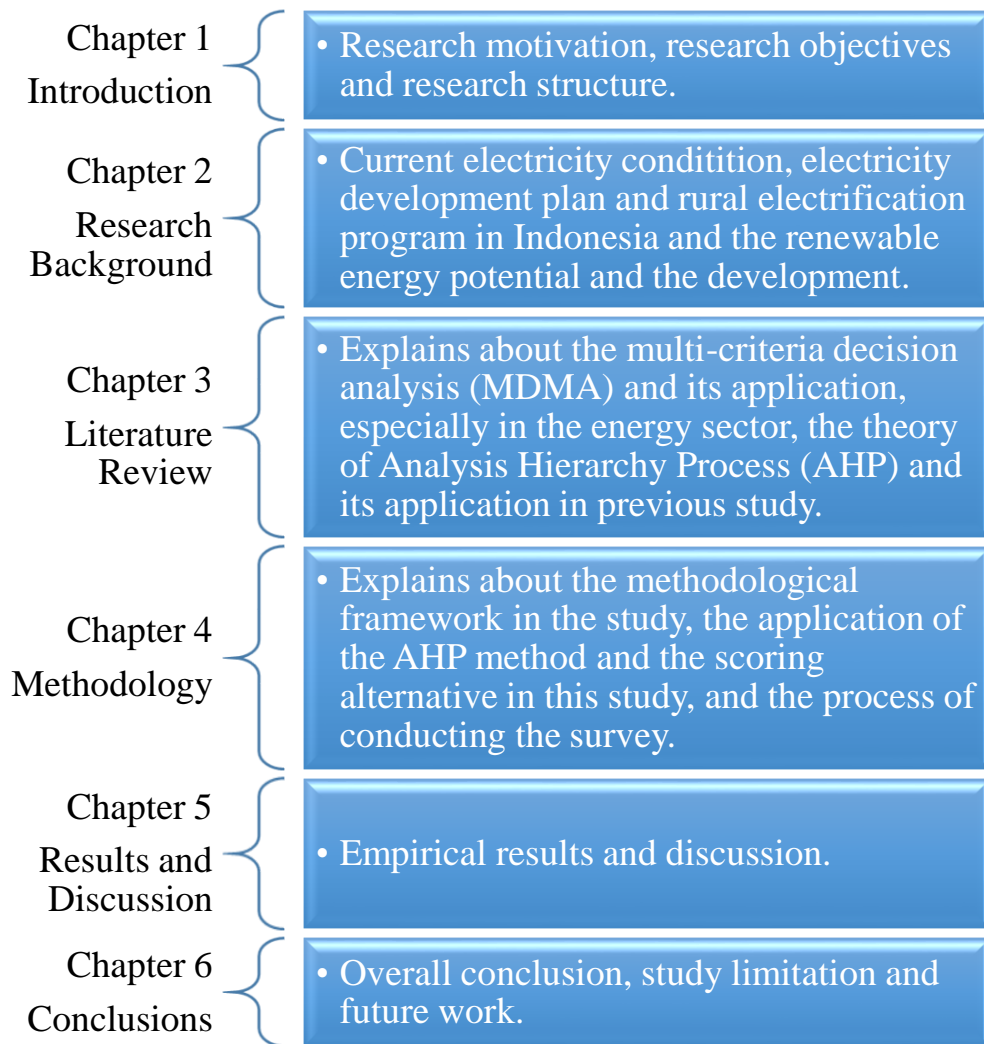 Chapter 1
Introduction
• Research motivation, research objectives
and research structure.
Chapter 2
Research
Background
• Current electricity conditition, electricity
development plan and rural electrification
program in Indonesia and the renewable
energy potential and the development.
Chapter 3
Literature
Review
• Explains about the multi-criteria decision
analysis (MDMA) and its application,
especially in the energy sector, the theory
of Analysis Hierarchy Process (AHP) and
its application in previous study.
Chapter 4
Methodology
• Explains about the methodological
framework in the study, the application of
the AHP method and the scoring
alternative in this study, and the process of
conducting the survey.
Chapter 5
Results and
Discussion
• Empirical results and discussion.
Chapter 6
Conclusions
• Overall conclusion, study limitation and
future work.